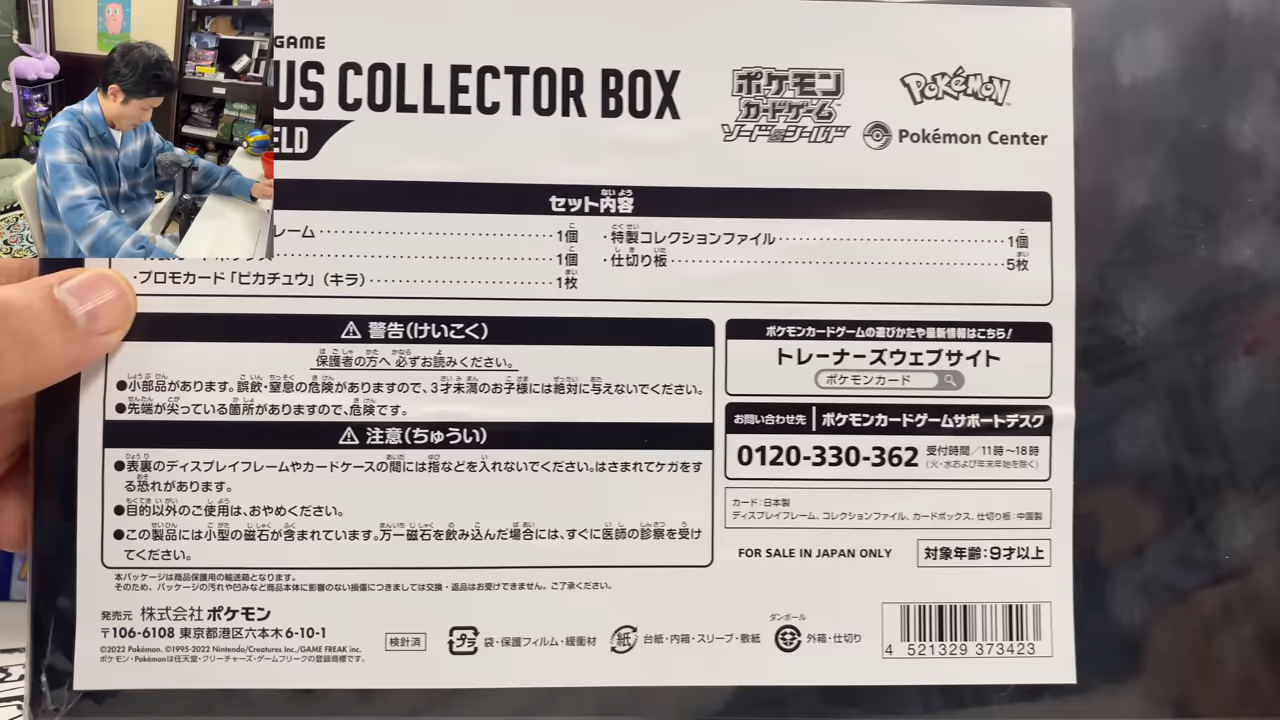 GAME
US COLLECTOR BOX
ELD
ポケモン
カードゲーム
ソード&シールド
POKéMON
Pokémon Center
セット内容
レーム 1個
1個
・プロモカード「ピカチュウ」(キラ) 1枚
・特製コレクションファイル 1個
・仕切り板 5枚
⚠ 警告(けいこく)
保護者の方へ 必ずお読みください。
●小部品があります。誤飲・窒息の危険がありますので、3才未満のお子様には絶対に与えないでください。
●先端が尖っている箇所がありますので、危険です。
⚠ 注意(ちゅうい)
●表裏のディスプレイフレームやカードケースの間には指などを入れないでください。はさまれてケガをす
る恐れがあります。
●目的以外のご使用は、おやめください。
●この製品には小型の磁石が含まれています。万一磁石を飲み込んだ場合には、すぐに医師の診察を受け
てください。
ポケモンカードゲームの遊びかたや最新情報はこちら!
トレーナーズウェブサイト
ポケモンカード
お問い合わせ先 ポケモンカードゲームサポートデスク
0120-330-362 受付時間/11時~18時
(火・水および年末年始を除く)
カード:日本製
ディスプレイフレーム、コレクションファイル、カードボックス、仕切り板:中国製
FOR SALE IN JAPAN ONLY
対象年齢:9才以上
本パッケージは商品保護用の輸送箱となります。
そのため、パッケージの汚れや凹みなど商品本体に影響のない損傷につきましては交換・返品はお受けできません。ご了承ください。
発売元 株式会社ポケモン
〒106-6108 東京都港区六本木6-10-1
©2022 Pokémon. ©1995-2022 Nintendo/Creatures Inc./GAME FREAK inc.
ポケモン・Pokémonは任天堂・クリーチャーズ・ゲームフリークの登録商標です。
検針済
プラ 袋・保護フィルム・緩衝材
紙 台紙・内箱・スリーブ・敷紙
ダンボール
外箱・仕切り
4 521329 373423